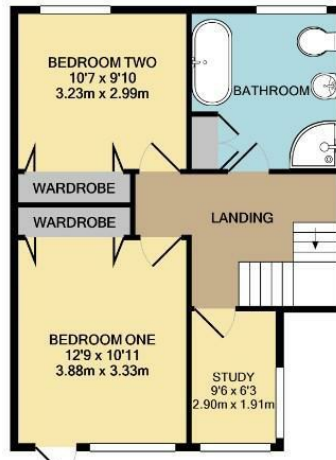 BEDROOM TWO
10'7 x 9'10
3.23m x 2.99m
BATHROOM
WARDROBE
WARDROBE
LANDING
BEDROOM ONE
12'9 x 10'11
3.88m x 3.33m
STUDY
9'6 x 6'3
2.90m x 1.91m